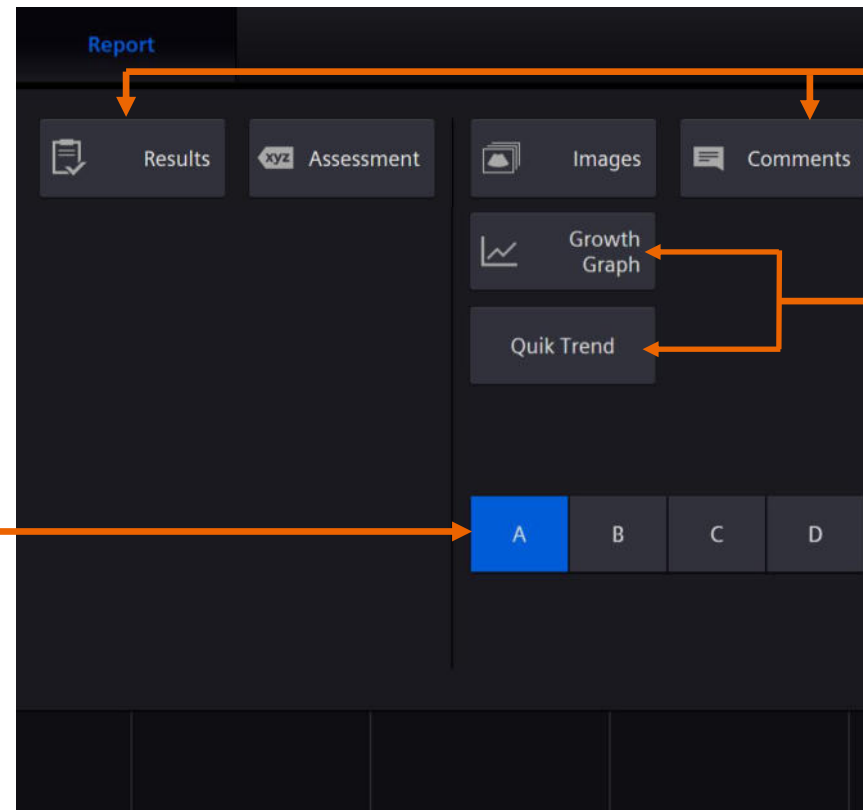 Report
Results
xyz Assessment
Images
Comments
Growth
Graph
Quik Trend
A B C D